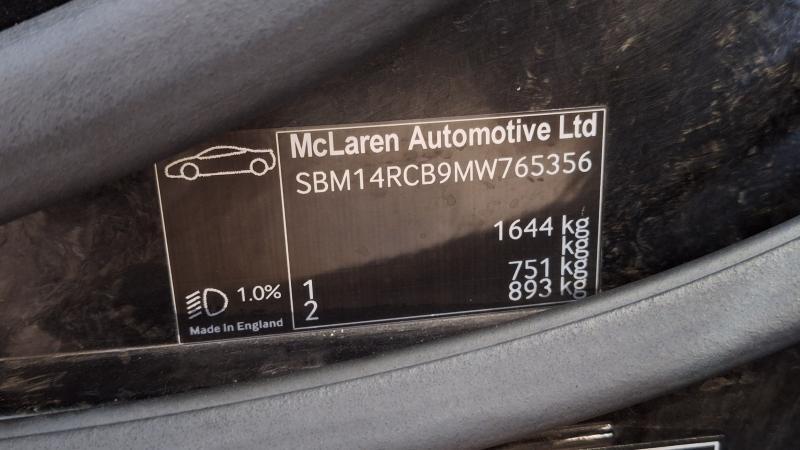 McLaren Automotive Ltd
SBM14RCB9MW765356
1644 kg
kg
1 751 kg
2 893 kg
1.0%
Made in England